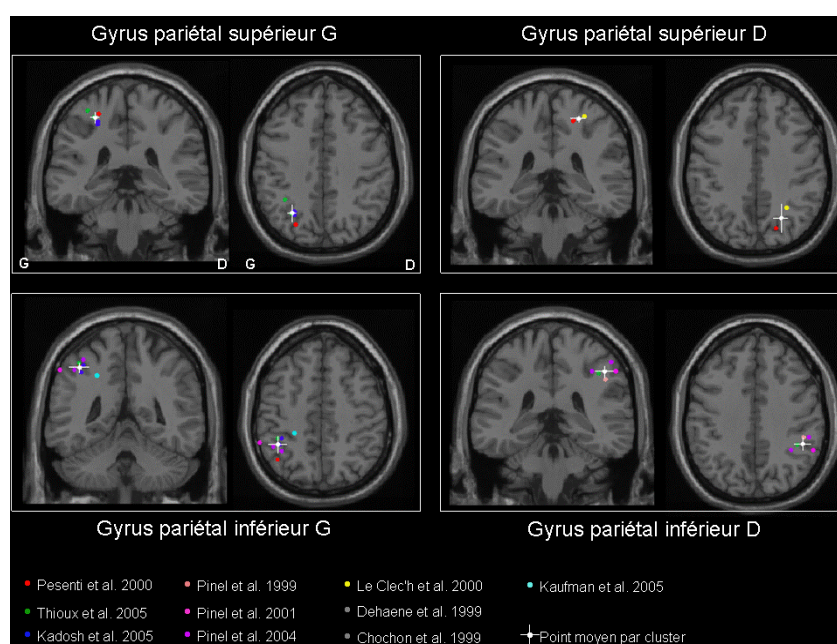 Gyrus pariétal supérieur G
Gyrus pariétal supérieur D
G
D
G
D
Gyrus pariétal inférieur G
Gyrus pariétal inférieur D
Pesenti et al. 2000
Pinel et al. 1999
Le Clec'h et al. 2000
Kaufman et al. 2005
Thioux et al. 2005
Pinel et al. 2001
Dehaene et al. 1999
Kadosh et al. 2005
Pinel et al. 2004
Chochon et al. 1999
Point moyen par cluster